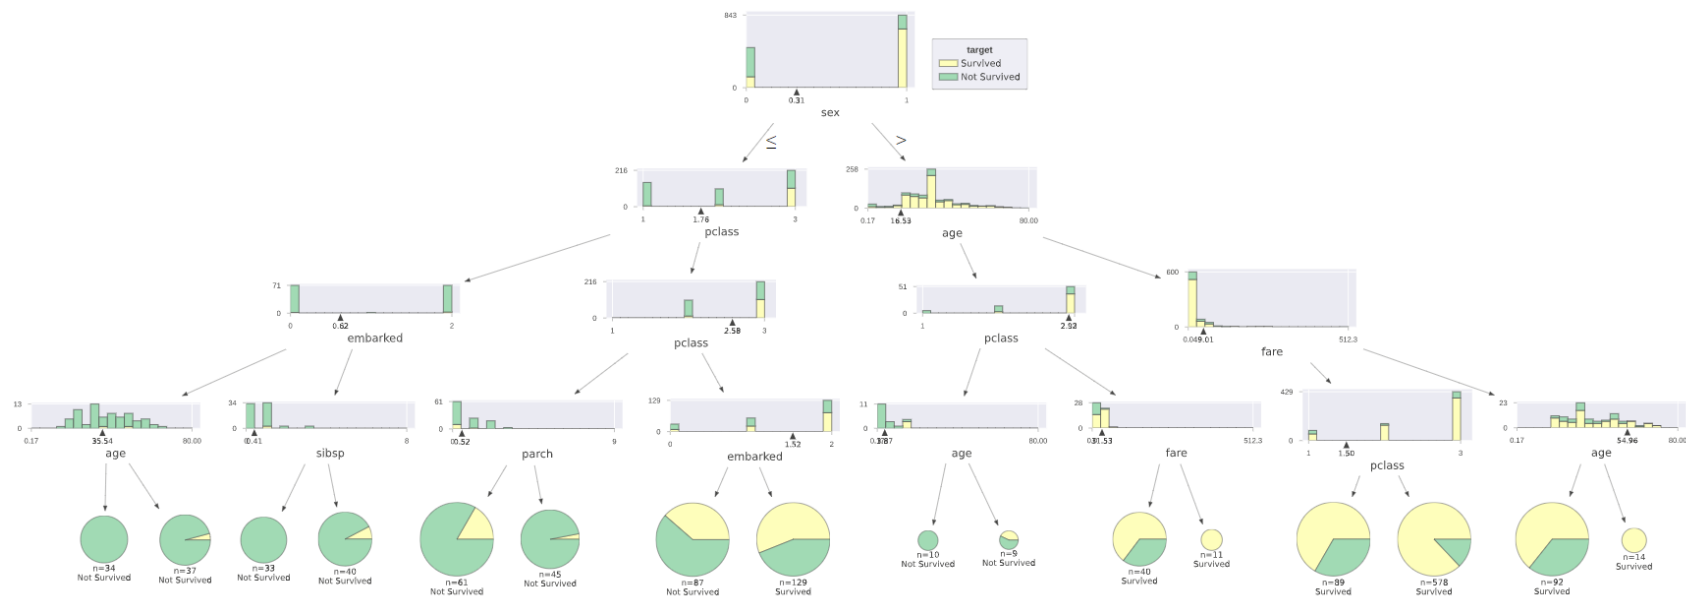 843
target
Survived
Not Survived
0
0 0.31 1
sex
≤ >
216
0
1 1.76 3
pclass
258
0
0.17 16.53 80.00
age
71
0
0 0.62 2
embarked
216
0
1 2.58 3
pclass
51
0
1
pclass
600
0
512.3
fare
13
0
0.17 35.54 80.00
age
34
0
8
sibsp
61
0
9
parch
129
0
0 1.52 2
embarked
11
0
80.00
age
28
0
512.3
fare
429
0
1 1.50 3
pclass
23
0
0.17 54.96 80.00
age
n=34
Not Survived
n=37
Not Survived
n=33
Not Survived
n=40
Not Survived
n=61
Not Survived
n=45
Not Survived
n=87
Not Survived
n=129
Survived
n=10
Not Survived
n=9
Not Survived
n=40
Survived
n=11
Survived
n=89
Survived
n=578
Survived
n=92
Survived
n=14
Survived